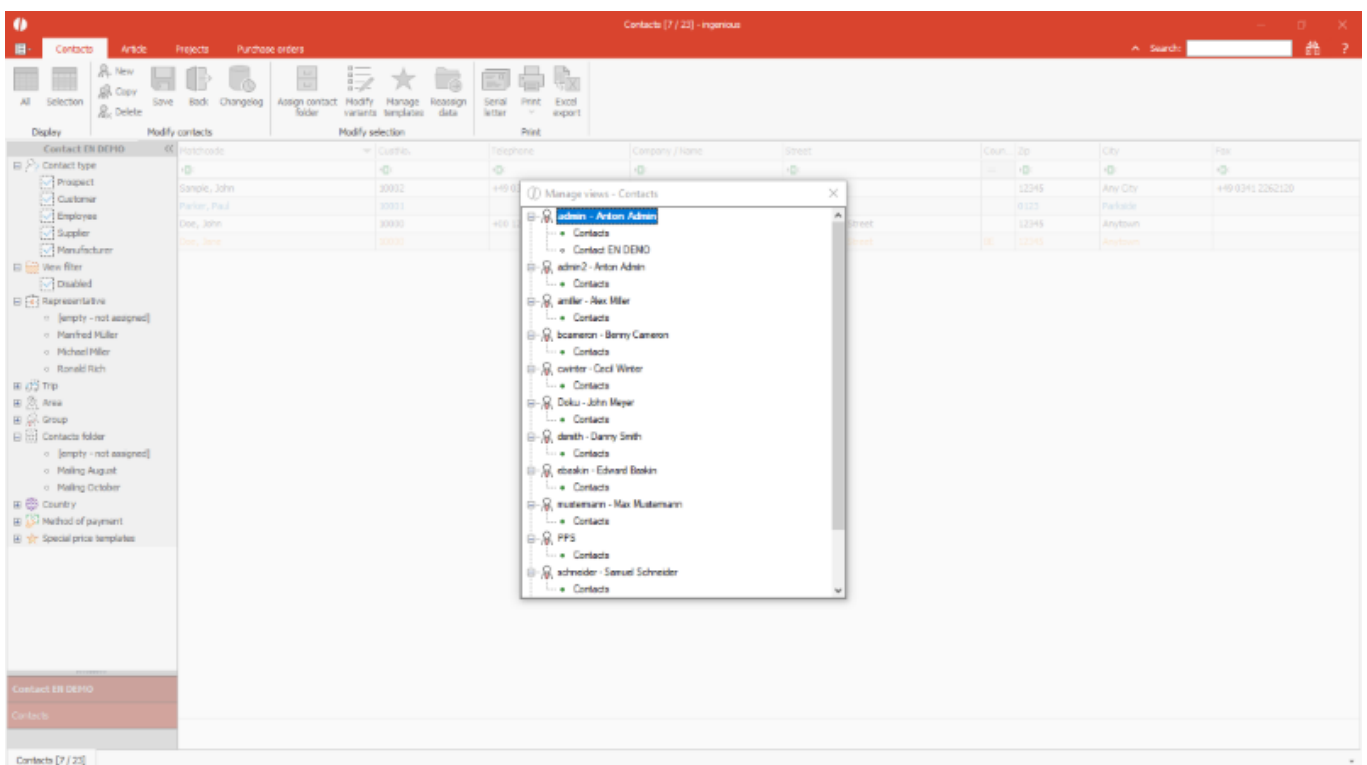 Contacts [7 / 23] - ingenious
Contacts Article Projects Purchase orders Search: ?
All Selection New Copy Delete Save Back Changelog Assign contact folder Modify variants Manage templates Reassign data Serial letter Print Excel export
Display Modify contacts Modify selection Print
Contact EN DEMO
Matchcode CustNo. Telephone Company / Name Street Coun. Zip City Fax
Contact type
Prospect
Customer
Employee
Supplier
Manufacturer
View filter
Disabled
Representative
[empty - not assigned]
Manfred Müller
Michael Miller
Ronald Rich
Trip
Area
Group
Contacts folder
[empty - not assigned]
Mailing August
Mailing October
Country
Method of payment
Special price templates
Sample, John 10002 12345 Any City +49 0341 2262120
Parker, Paul 10001 0123 Parkside
Doe, John 10000 Street 12345 Anytown
Manage views - Contacts
admin - Anton Admin
Contacts
Contact EN DEMO
admin2 - Anton Admin
Contacts
Alex Miller
Contacts
bcameron - Benny Cameron
Contacts
cwinter - Cecil Winter
Contacts
Doku - John Meyer
Contacts
Danny Smith
Contacts
Contacts
mustermann - Max Mustermann
Contacts
PPS
Contacts
schneider - Samuel Schneider
Contacts
Contact EN DEMO
Contacts
Contacts [7 / 23]